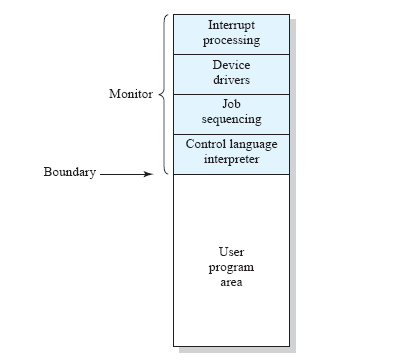 Interrupt
processing
Device
drivers
Monitor
Job
sequencing
Control language
interpreter
Boundary
User
program
area